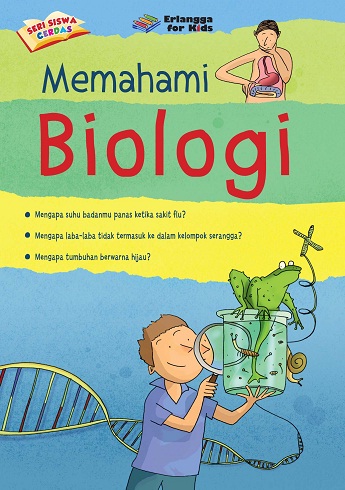 SERI SISWA
CERDAS
Erlangga
for Kids
Memahami
Biologi
• Mengapa suhu badanmu panas ketika sakit flu?
• Mengapa laba-laba tidak termasuk ke dalam kelompok serangga?
• Mengapa tumbuhan berwarna hijau?